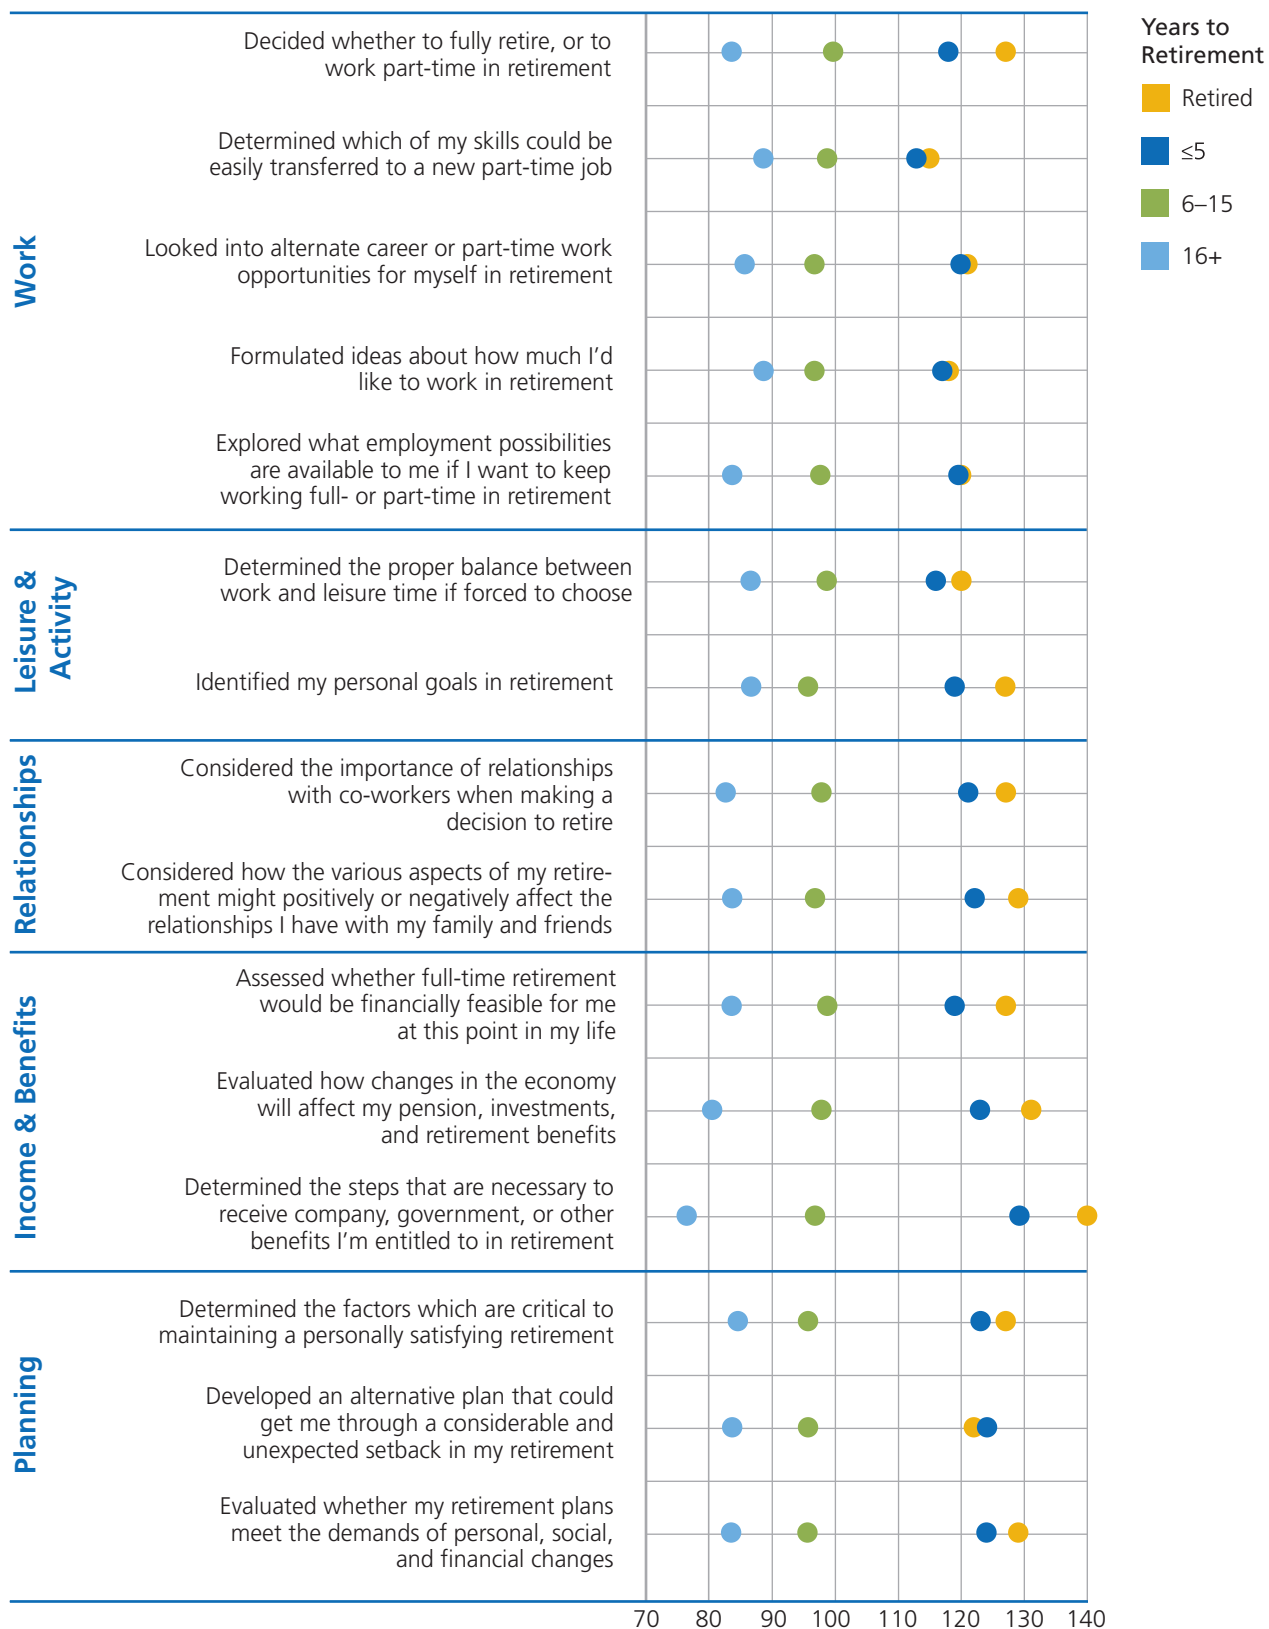 Years to
Retirement
Retired
≤5
6–15
16+
Work
Decided whether to fully retire, or to
work part-time in retirement
Determined which of my skills could be
easily transferred to a new part-time job
Looked into alternate career or part-time work
opportunities for myself in retirement
Formulated ideas about how much I’d
like to work in retirement
Explored what employment possibilities
are available to me if I want to keep
working full- or part-time in retirement
Leisure &
Activity
Determined the proper balance between
work and leisure time if forced to choose
Identified my personal goals in retirement
Relationships
Considered the importance of relationships
with co-workers when making a
decision to retire
Considered how the various aspects of my retire-
ment might positively or negatively affect the
relationships I have with my family and friends
Income & Benefits
Assessed whether full-time retirement
would be financially feasible for me
at this point in my life
Evaluated how changes in the economy
will affect my pension, investments,
and retirement benefits
Determined the steps that are necessary to
receive company, government, or other
benefits I’m entitled to in retirement
Planning
Determined the factors which are critical to
maintaining a personally satisfying retirement
Developed an alternative plan that could
get me through a considerable and
unexpected setback in my retirement
Evaluated whether my retirement plans
meet the demands of personal, social,
and financial changes
70 80 90 100 110 120 130 140